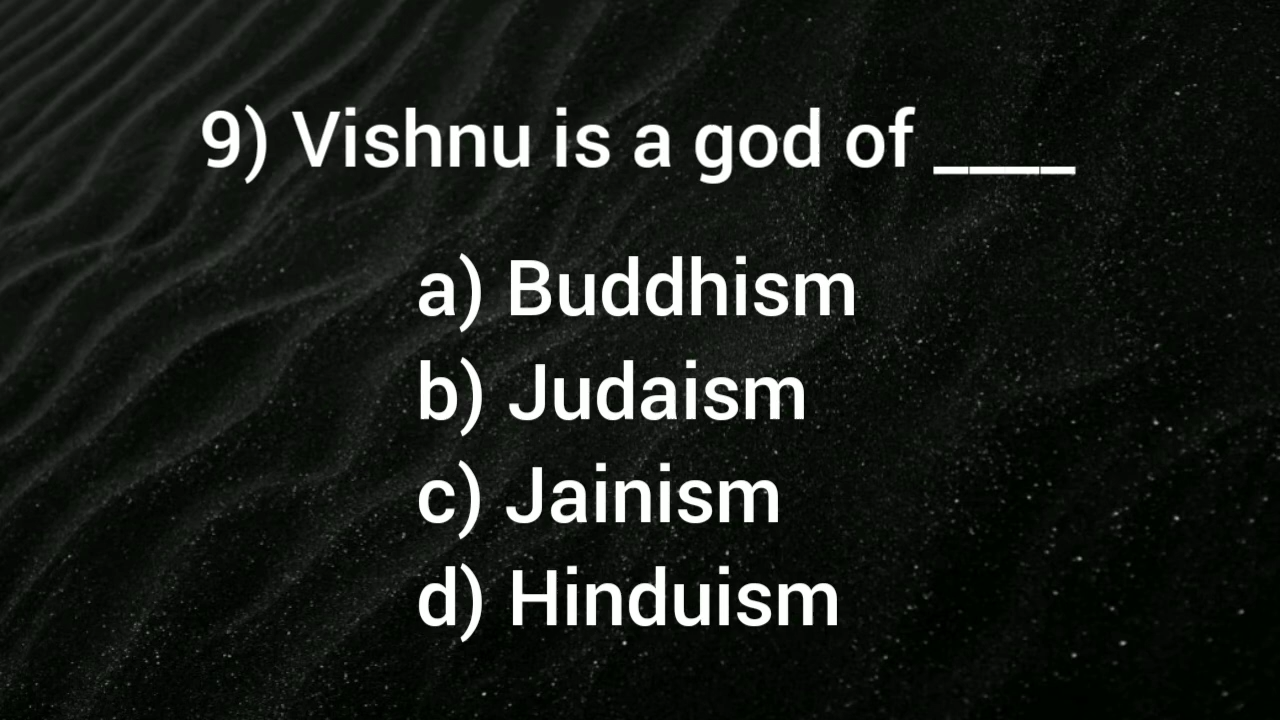 9) Vishnu is a god of ____
a) Buddhism
b) Judaism
c) Jainism
d) Hinduism